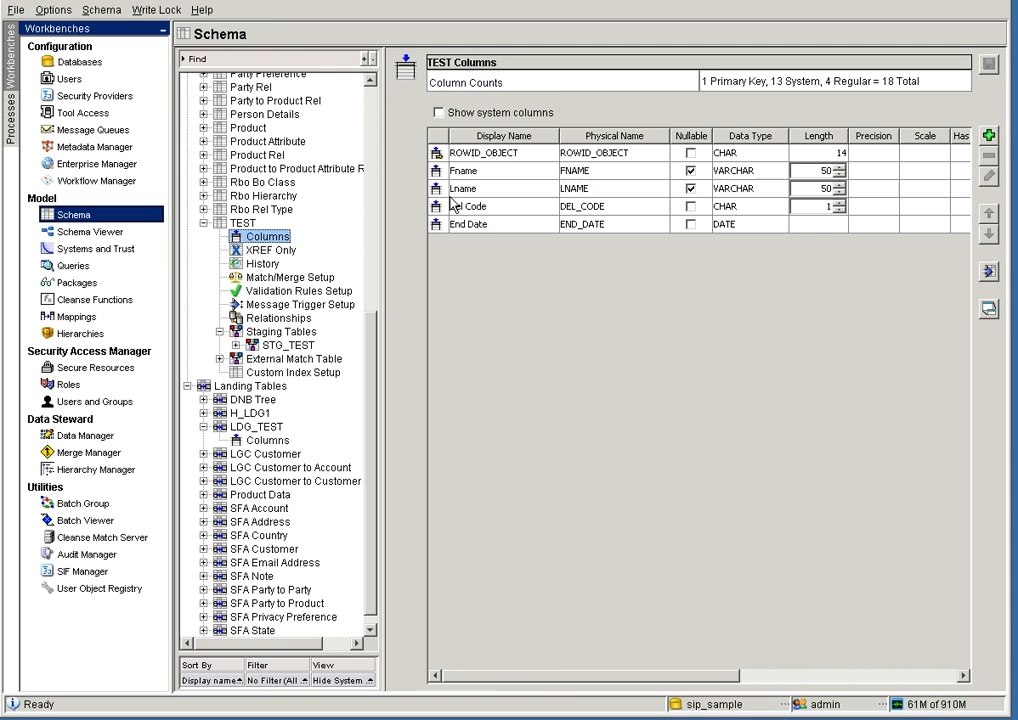 File Options Schema Write Lock Help
Workbenches
Processes
Workbenches
Configuration
Databases
Users
Security Providers
Tool Access
Message Queues
Metadata Manager
Enterprise Manager
Workflow Manager
Model
Schema
Schema Viewer
Systems and Trust
Queries
Packages
Cleanse Functions
Mappings
Hierarchies
Security Access Manager
Secure Resources
Roles
Users and Groups
Data Steward
Data Manager
Merge Manager
Hierarchy Manager
Utilities
Batch Group
Batch Viewer
Cleanse Match Server
Audit Manager
SIF Manager
User Object Registry
Schema
Find
Party Preference
Party Rel
Party to Product Rel
Person Details
Product
Product Attribute
Product Rel
Product to Product Attribute R
Rbo Bo Class
Rbo Hierarchy
Rbo Rel Type
TEST
Columns
XREF Only
History
Match/Merge Setup
Validation Rules Setup
Message Trigger Setup
Relationships
Staging Tables
STG_TEST
External Match Table
Custom Index Setup
Landing Tables
DNB Tree
H_LDG1
LDG_TEST
Columns
LGC Customer
LGC Customer to Account
LGC Customer to Customer
Product Data
SFA Account
SFA Address
SFA Country
SFA Customer
SFA Email Address
SFA Note
SFA Party to Party
SFA Party to Product
SFA Privacy Preference
SFA State
Sort By Filter View
Display name No Filter (All . Hide System .
TEST Columns
Column Counts 1 Primary Key, 13 System, 4 Regular = 18 Total
Show system columns
Display Name Physical Name Nullable Data Type Length Precision Scale Has
ROWID_OBJECT ROWID_OBJECT CHAR 14
Fname FNAME VARCHAR 50
Lname LNAME VARCHAR 50
Code DEL_CODE CHAR 1
End Date END_DATE DATE
Ready sip_sample admin 61M of 910M